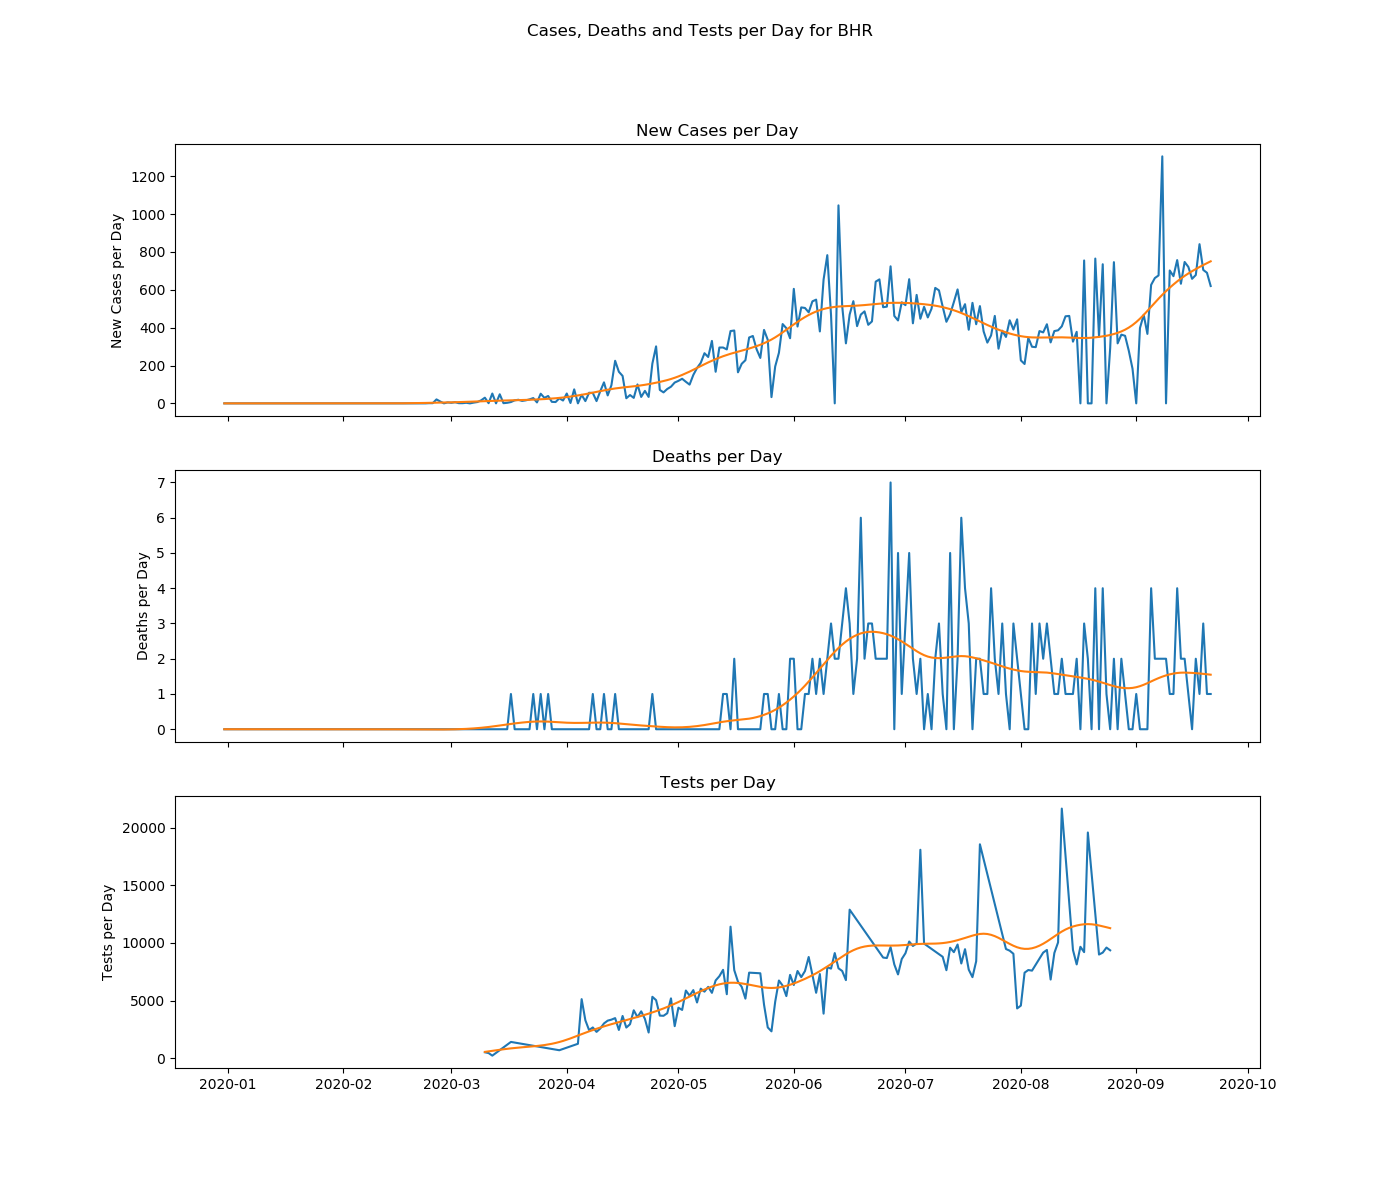 Cases, Deaths and Tests per Day for BHR
New Cases per Day
New Cases per Day
1200
1000
800
600
400
200
0
Deaths per Day
Deaths per Day
7
6
5
4
3
2
1
0
Tests per Day
Tests per Day
20000
15000
10000
5000
0
2020-01 2020-02 2020-03 2020-04 2020-05 2020-06 2020-07 2020-08 2020-09 2020-10